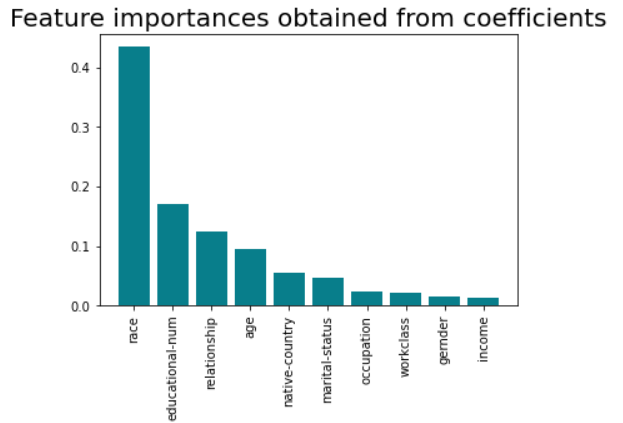 Feature importances obtained from coefficients
0.4
0.3
0.2
0.1
0.0
race
educational-num
relationship
age
native-country
marital-status
occupation
workclass
gernder
income